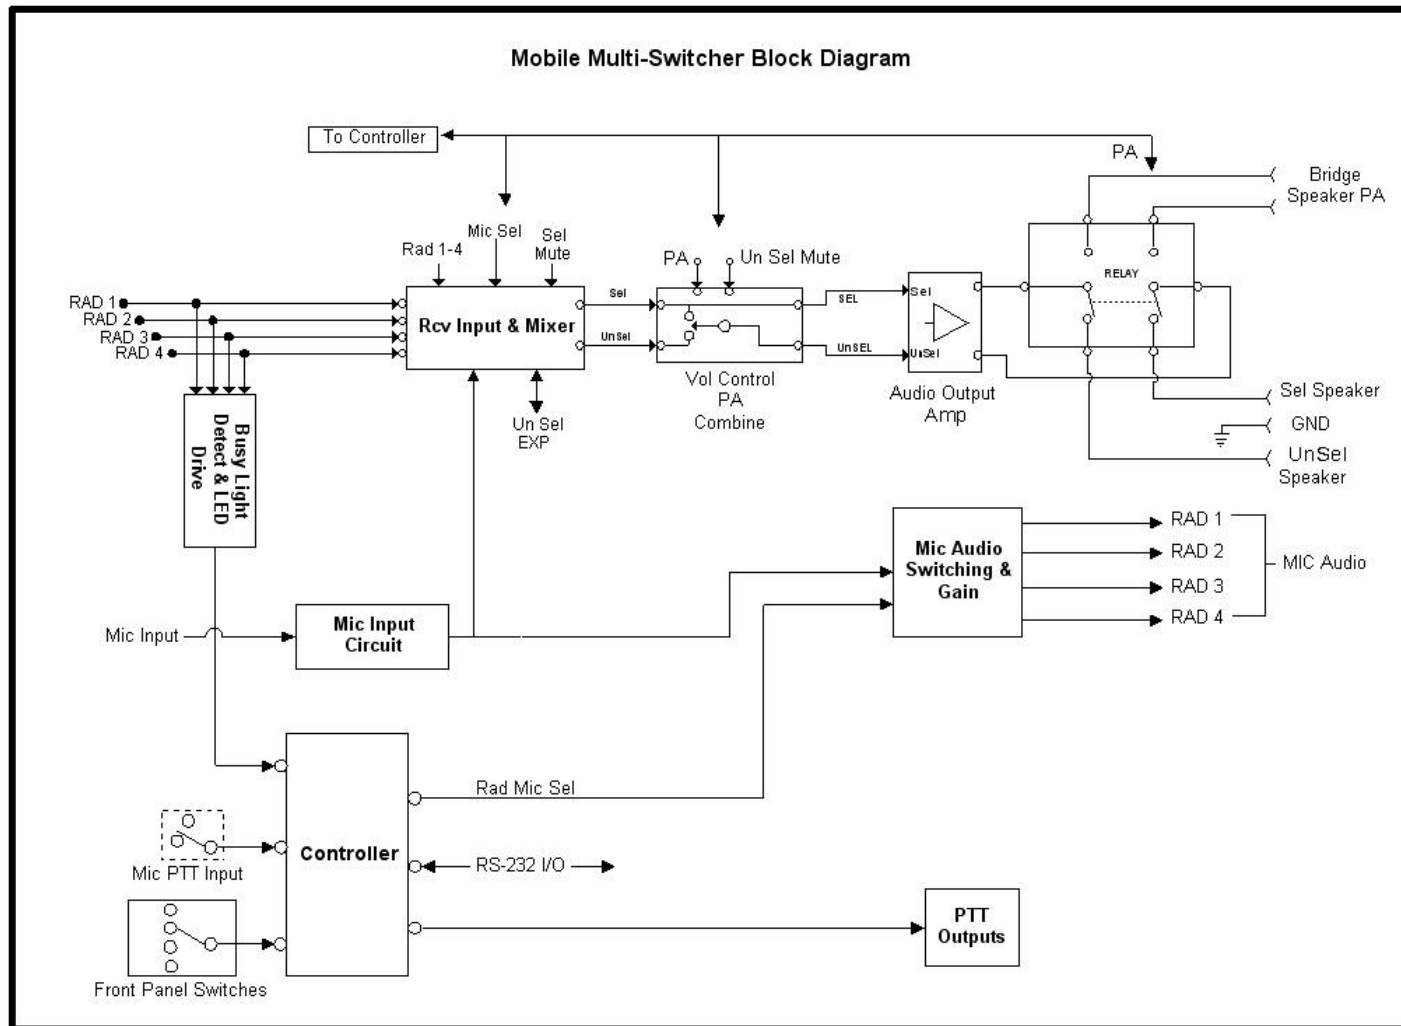 Mobile Multi-Switcher Block Diagram
To Controller
PA
Bridge
Speaker PA
Rad 1-4
Mic Sel
Sel
Mute
PA
Un Sel Mute
RELAY
RAD 1
RAD 2
RAD 3
RAD 4
Rcv Input & Mixer
Sel
UnSel
SEL
UnSEL
Sel
UnSel
Vol Control
PA
Combine
Audio Output
Amp
Un Sel
EXP
Sel Speaker
GND
UnSel
Speaker
Busy Light
Detect & LED
Drive
Mic Audio
Switching &
Gain
RAD 1
RAD 2
RAD 3
RAD 4
MIC Audio
Mic Input
Mic Input
Circuit
Controller
Rad Mic Sel
RS-232 I/O
Mic PTT Input
Front Panel Switches
PTT
Outputs